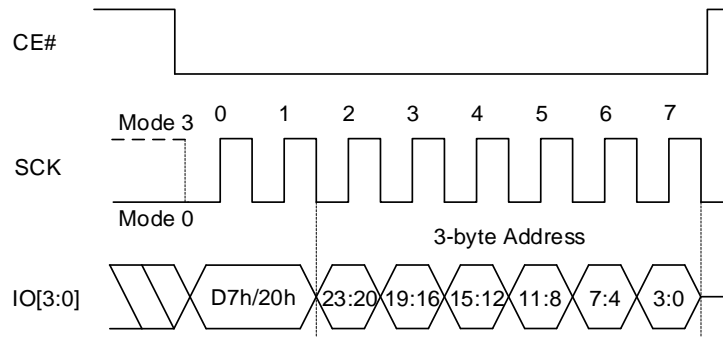 CE#
0 1 2 3 4 5 6 7
Mode 3
SCK
Mode 0
3-byte Address
IO[3:0] D7h/20h 23:20 19:16 15:12 11:8 7:4 3:0